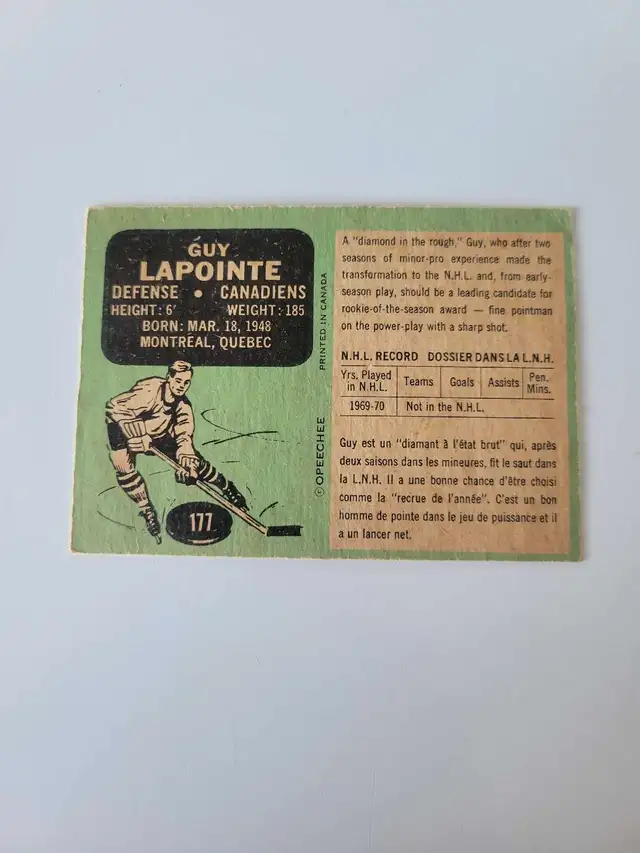 GUY
LAPOINTE
DEFENSE • CANADIENS
HEIGHT: 6' WEIGHT: 185
BORN: MAR. 18, 1948
MONTRÉAL, QUEBEC
177
© OPEECHEE PRINTED IN CANADA
A "diamond in the rough," Guy, who after two
seasons of minor-pro experience made the
transformation to the N.H.L. and, from early-
season play, should be a leading candidate for
rookie-of-the-season award — fine pointman
on the power-play with a sharp shot.
N.H.L. RECORD DOSSIER DANS LA L.N.H.
Yrs. Played in N.H.L. Teams Goals Assists Pen. Mins.
1969-70 Not in the N.H.L.
Guy est un "diamant à l'état brut" qui, après
deux saisons dans les mineures, fit le saut dans
la L.N.H. Il a une bonne chance d'être choisi
comme la "recrue de l'année". C'est un bon
homme de pointe dans le jeu de puissance et il
a un lancer net.